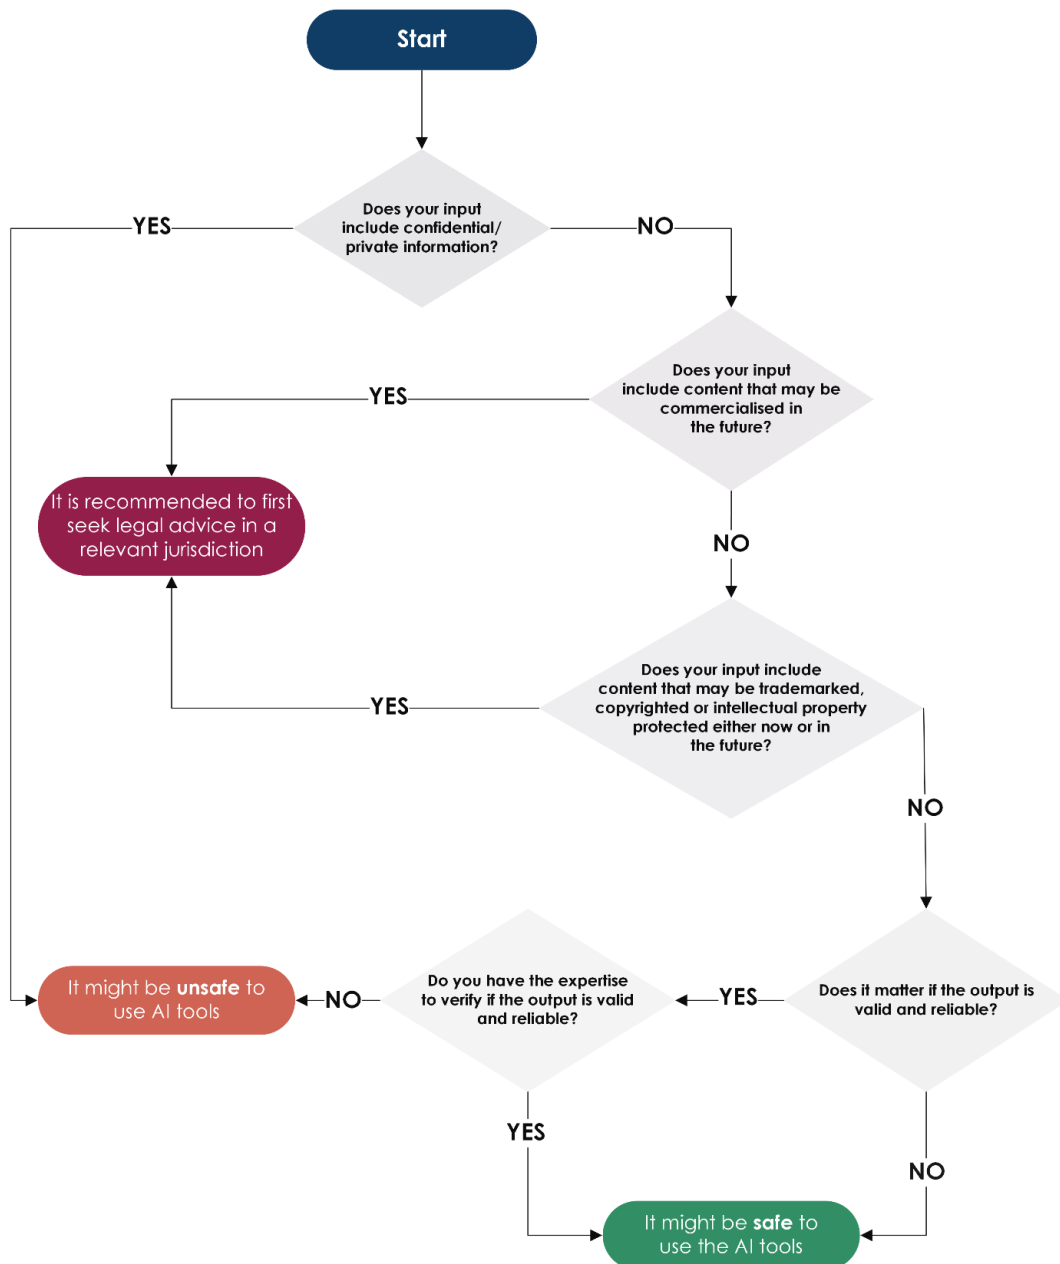 Start
Does your input
include confidential/
private information?
YES
NO
Does your input
include content that may be
commercialised in
the future?
YES
It is recommended to first
seek legal advice in a
relevant jurisdiction
NO
Does your input include
content that may be trademarked,
copyrighted or intellectual property
protected either now or in
the future?
YES
NO
Does it matter if the output is
valid and reliable?
YES
Do you have the expertise
to verify if the output is valid
and reliable?
NO
It might be unsafe to
use AI tools
YES
NO
It might be safe to
use the AI tools